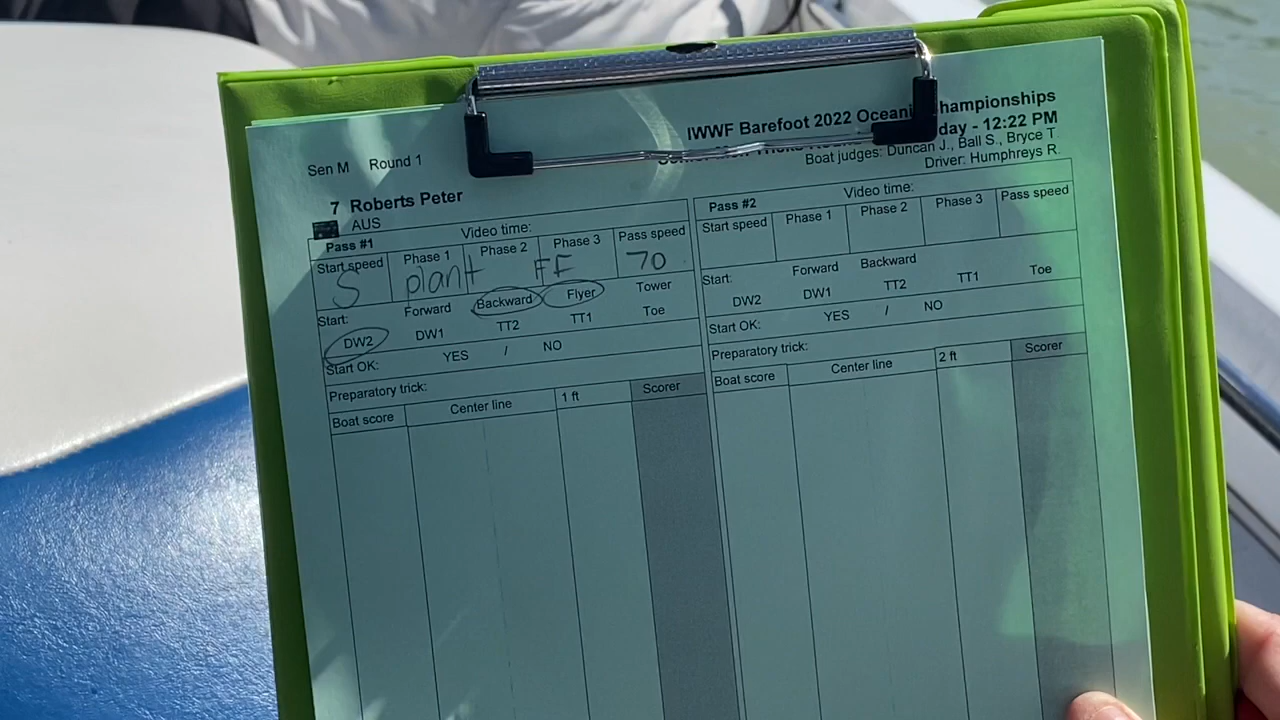 IWWF Barefoot 2022 Oceani hampionships
day - 12:22 PM
Boat judges: Duncan J., Ball S., Bryce T.
Driver: Humphreys R.
Sen M Round 1
7 Roberts Peter
AUS
Pass #1 Video time:
Start speed Phase 1 Phase 2 Phase 3 Pass speed
S plant FF 70
Start: Forward Backward Flyer Tower
DW2 DW1 TT2 TT1 Toe
Start OK: YES / NO
Preparatory trick:
Boat score Center line 1 ft Scorer
Pass #2 Video time:
Start speed Phase 1 Phase 2 Phase 3 Pass speed
Start: Forward Backward
DW2 DW1 TT2 TT1 Toe
Start OK: YES / NO
Preparatory trick:
Boat score Center line 2 ft Scorer